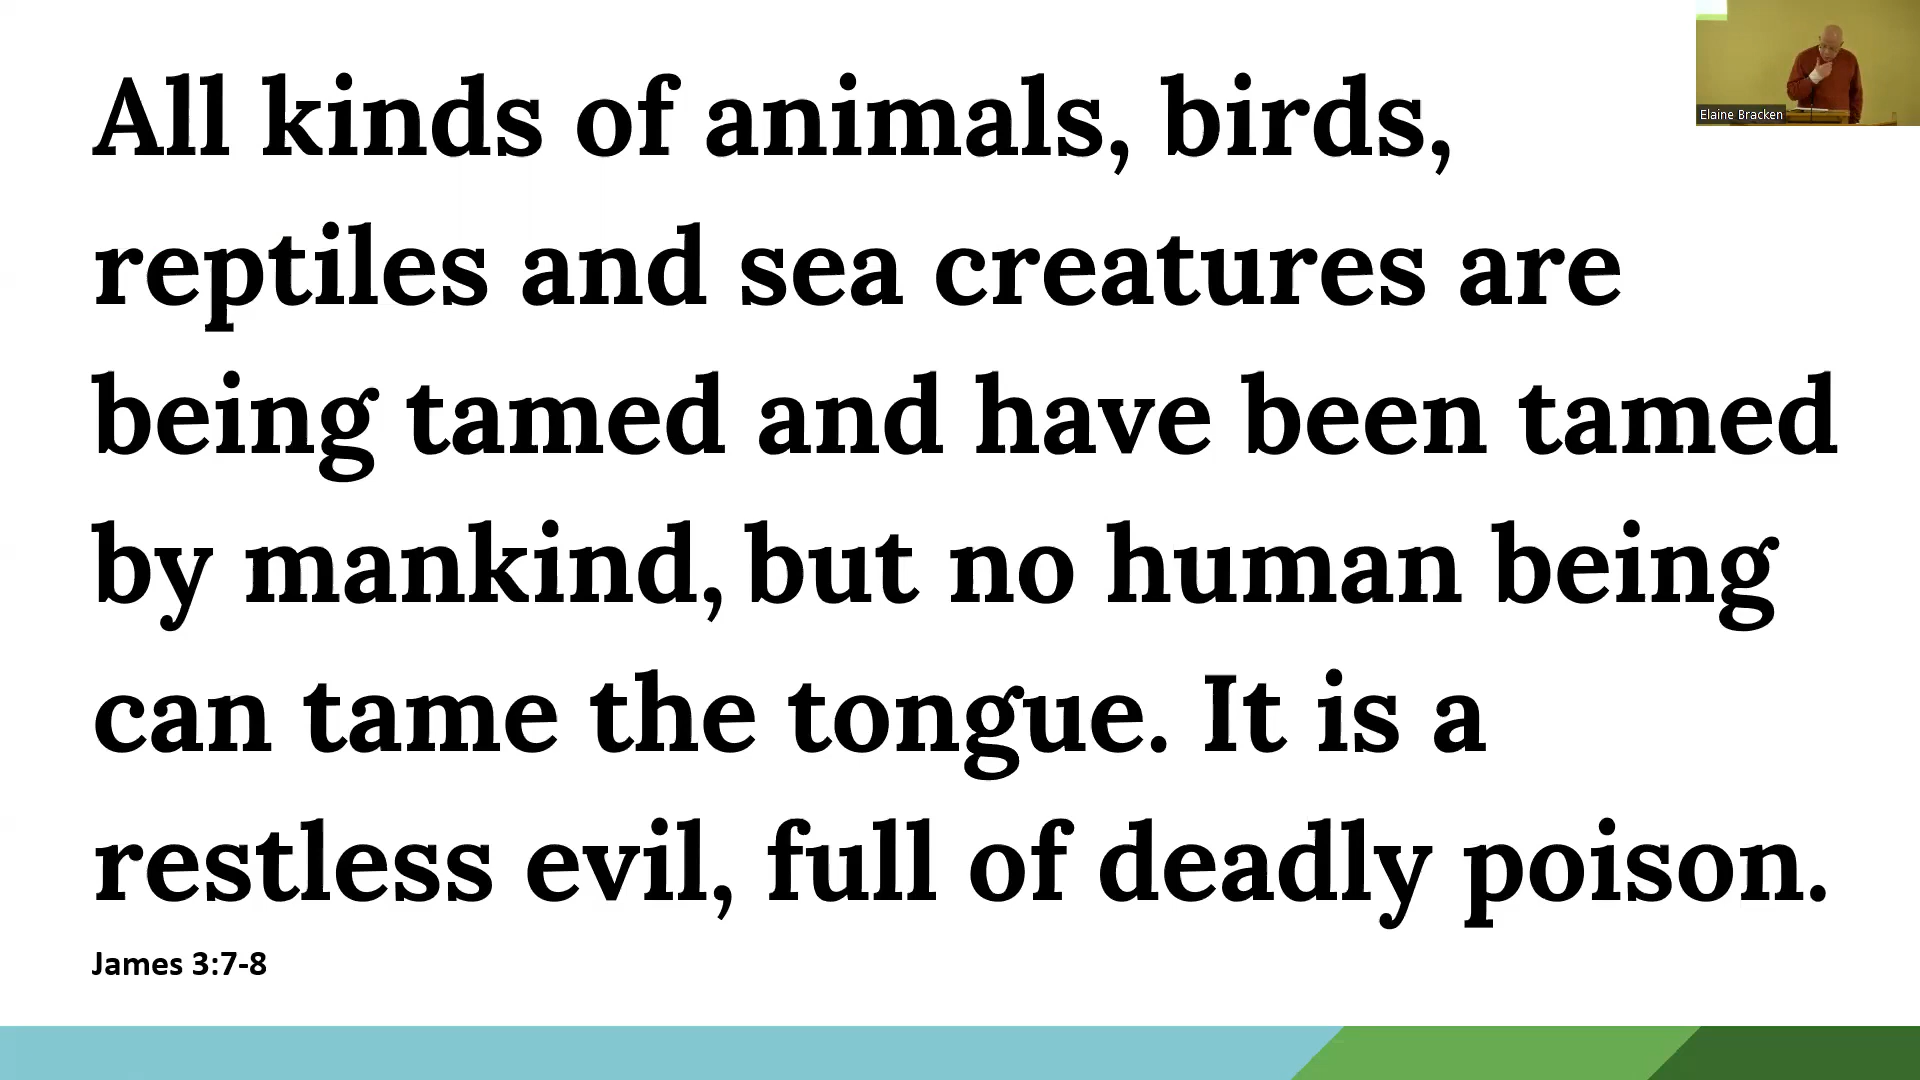 All kinds of animals, birds,
reptiles and sea creatures are
being tamed and have been tamed
by mankind, but no human being
can tame the tongue. It is a
restless evil, full of deadly poison.
James 3:7-8
Elaine Bracken